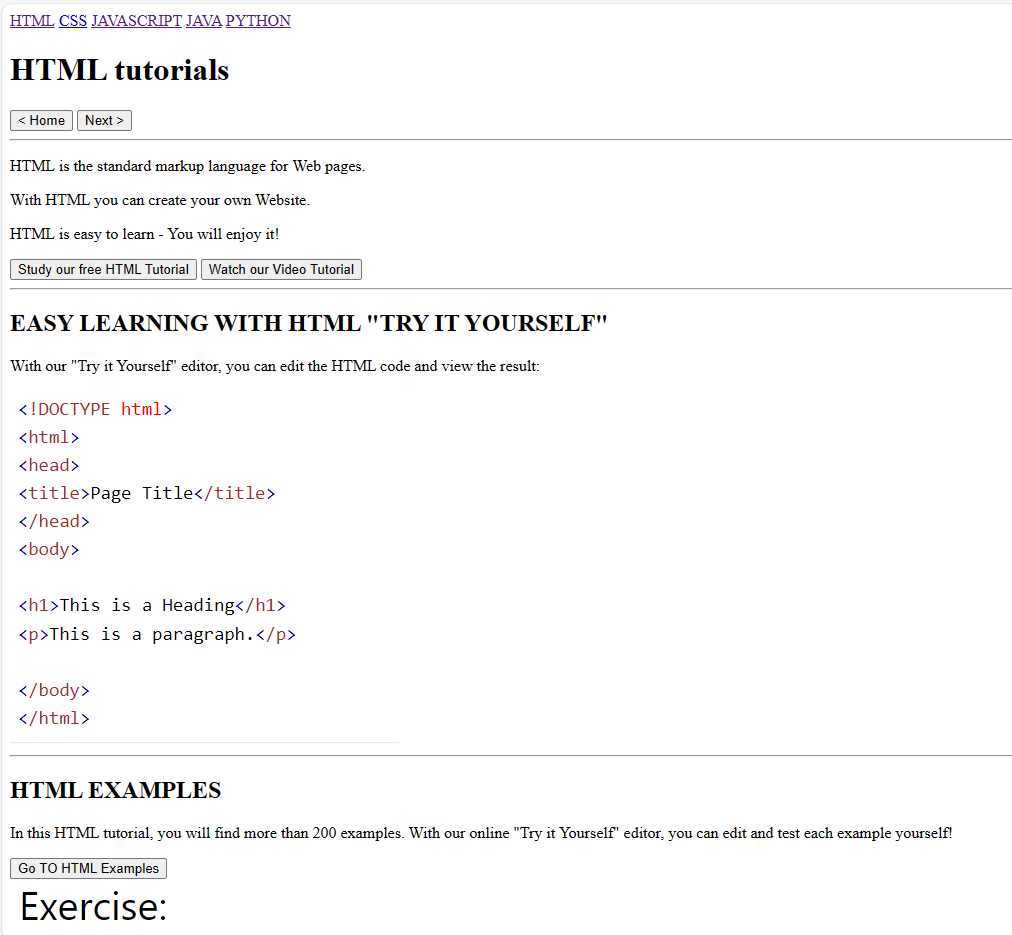 HTML CSS JAVASCRIPT JAVA PYTHON
HTML tutorials
< Home Next >
HTML is the standard markup language for Web pages.
With HTML you can create your own Website.
HTML is easy to learn - You will enjoy it!
Study our free HTML Tutorial Watch our Video Tutorial
EASY LEARNING WITH HTML "TRY IT YOURSELF"
With our "Try it Yourself" editor, you can edit the HTML code and view the result:
<!DOCTYPE html>
<html>
<head>
<title>Page Title</title>
</head>
<body>
<h1>This is a Heading</h1>
<p>This is a paragraph.</p>
</body>
</html>
HTML EXAMPLES
In this HTML tutorial, you will find more than 200 examples. With our online "Try it Yourself" editor, you can edit and test each example yourself!
Go TO HTML Examples
Exercise: